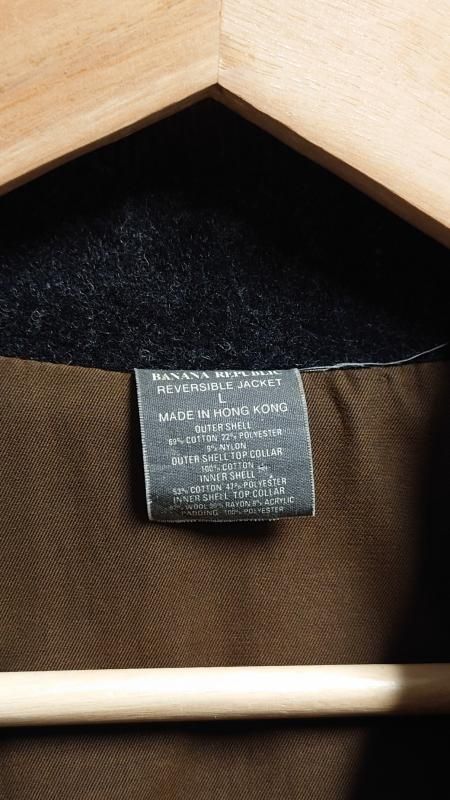 BANANA REPUBLIC
REVERSIBLE JACKET
L
MADE IN HONG KONG
OUTER SHELL
69% COTTON 22% POLYESTER
9% NYLON
OUTER SHELL TOP COLLAR
100% COTTON
INNER SHELL
53% COTTON 47% POLYESTER
INNER SHELL TOP COLLAR
WOOL 30% RAYON 8% ACRYLIC
PADDING 100% POLYESTER